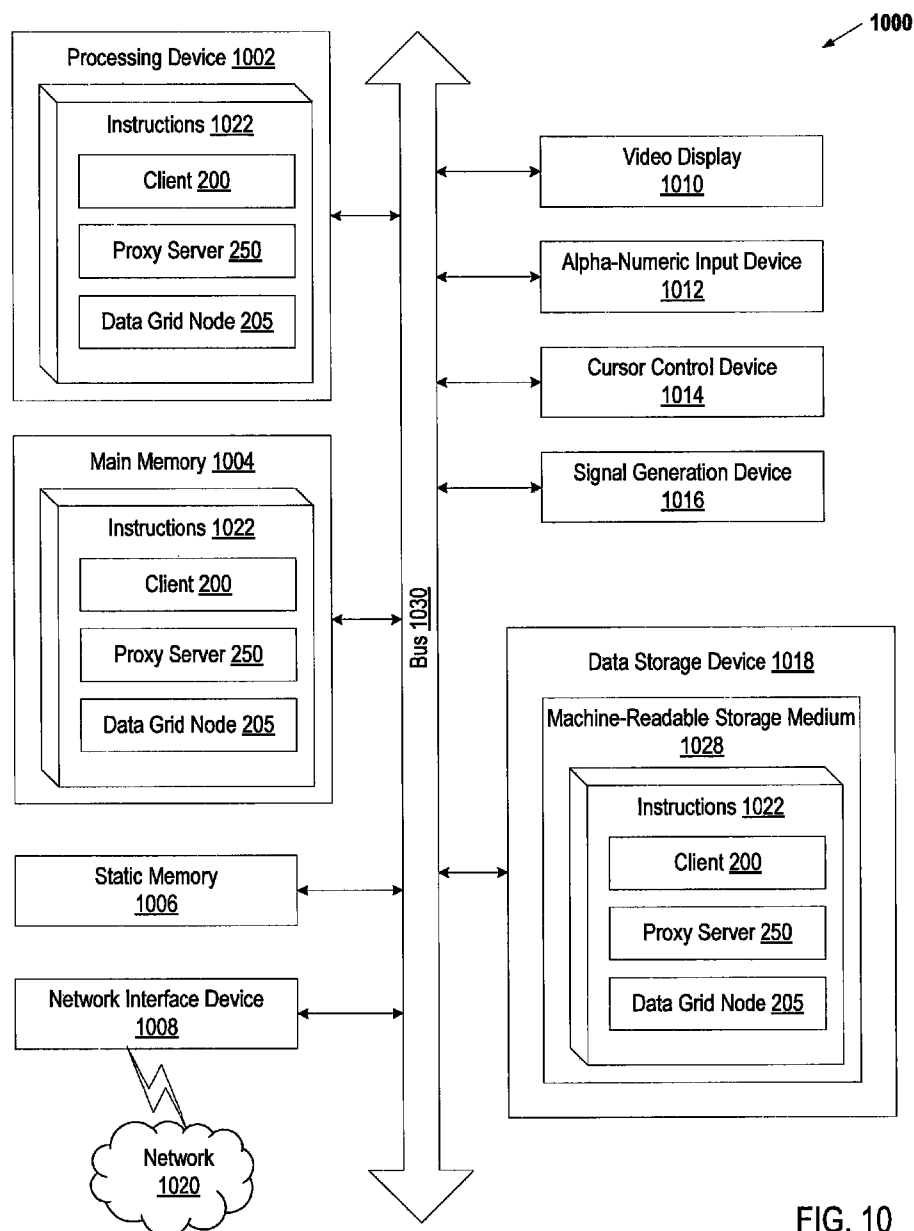 1000
Processing Device 1002
Instructions 1022
Client 200
Proxy Server 250
Data Grid Node 205
Main Memory 1004
Instructions 1022
Client 200
Proxy Server 250
Data Grid Node 205
Static Memory
1006
Network Interface Device
1008
Network
1020
Bus 1030
Video Display
1010
Alpha-Numeric Input Device
1012
Cursor Control Device
1014
Signal Generation Device
1016
Data Storage Device 1018
Machine-Readable Storage Medium
1028
Instructions 1022
Client 200
Proxy Server 250
Data Grid Node 205
FIG. 10